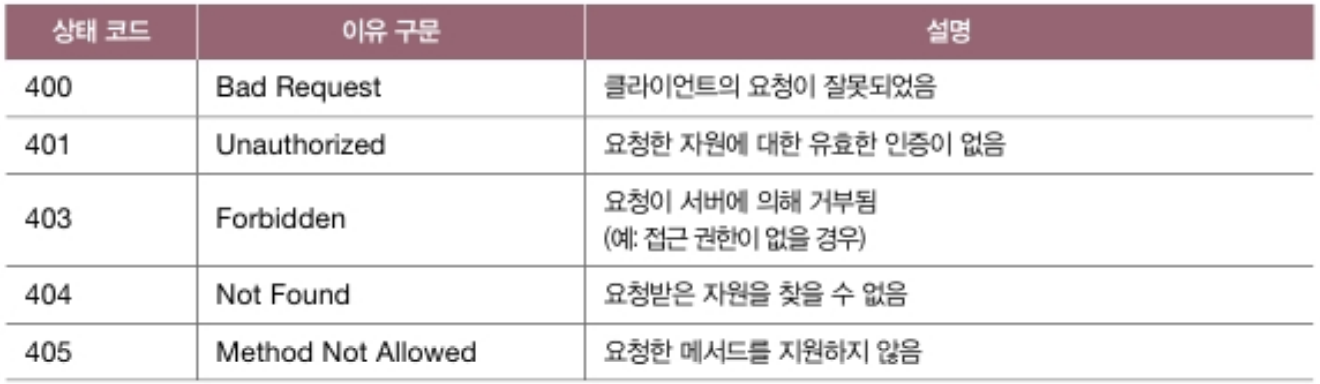 상태 코드 이유 구문 설명
400 Bad Request 클라이언트의 요청이 잘못되었음
401 Unauthorized 요청한 자원에 대한 유효한 인증이 없음
403 Forbidden 요청이 서버에 의해 거부됨
(예: 접근 권한이 없을 경우)
404 Not Found 요청받은 자원을 찾을 수 없음
405 Method Not Allowed 요청한 메서드를 지원하지 않음